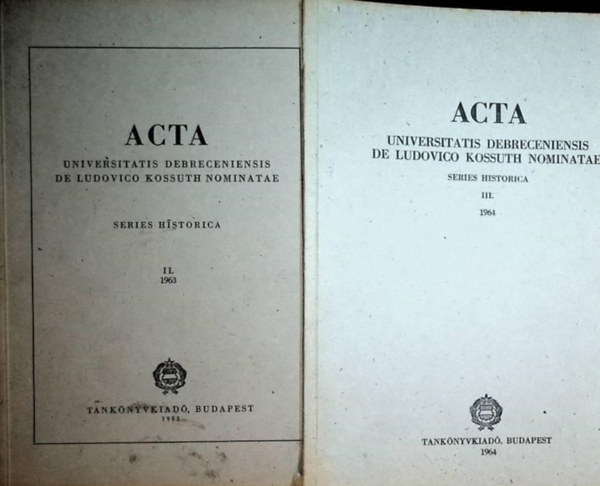 ACTA
UNIVERSITATIS DEBRECENIENSIS
DE LUDOVICO KOSSUTH NOMINATAE
SERIES HISTORICA
II.
1963
TANKÖNYVKIADÓ, BUDAPEST
ACTA
UNIVERSITATIS DEBRECENIENSIS
DE LUDOVICO KOSSUTH NOMINATAE
SERIES HISTORICA
III.
1964
TANKÖNYVKIADÓ, BUDAPEST
1964